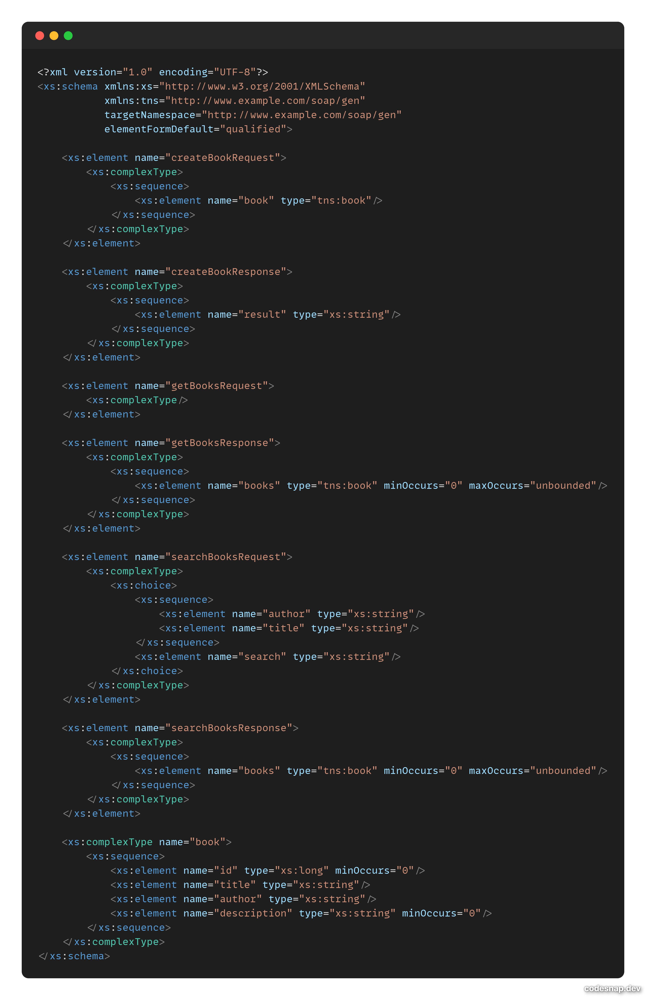 <?xml version="1.0" encoding="UTF-8"?>
<xs:schema xmlns:xs="http://www.w3.org/2001/XMLSchema"
           xmlns:tns="http://www.example.com/soap/gen"
           targetNamespace="http://www.example.com/soap/gen"
           elementFormDefault="qualified">

    <xs:element name="createBookRequest">
        <xs:complexType>
            <xs:sequence>
                <xs:element name="book" type="tns:book"/>
            </xs:sequence>
        </xs:complexType>
    </xs:element>

    <xs:element name="createBookResponse">
        <xs:complexType>
            <xs:sequence>
                <xs:element name="result" type="xs:string"/>
            </xs:sequence>
        </xs:complexType>
    </xs:element>

    <xs:element name="getBooksRequest">
        <xs:complexType/>
    </xs:element>

    <xs:element name="getBooksResponse">
        <xs:complexType>
            <xs:sequence>
                <xs:element name="books" type="tns:book" minOccurs="0" maxOccurs="unbounded"/>
            </xs:sequence>
        </xs:complexType>
    </xs:element>

    <xs:element name="searchBooksRequest">
        <xs:complexType>
            <xs:choice>
                <xs:sequence>
                    <xs:element name="author" type="xs:string"/>
                    <xs:element name="title" type="xs:string"/>
                </xs:sequence>
                <xs:element name="search" type="xs:string"/>
            </xs:choice>
        </xs:complexType>
    </xs:element>

    <xs:element name="searchBooksResponse">
        <xs:complexType>
            <xs:sequence>
                <xs:element name="books" type="tns:book" minOccurs="0" maxOccurs="unbounded"/>
            </xs:sequence>
        </xs:complexType>
    </xs:element>

    <xs:complexType name="book">
        <xs:sequence>
            <xs:element name="id" type="xs:long" minOccurs="0"/>
            <xs:element name="title" type="xs:string"/>
            <xs:element name="author" type="xs:string"/>
            <xs:element name="description" type="xs:string" minOccurs="0"/>
        </xs:sequence>
    </xs:complexType>
</xs:schema>
codesnap.dev